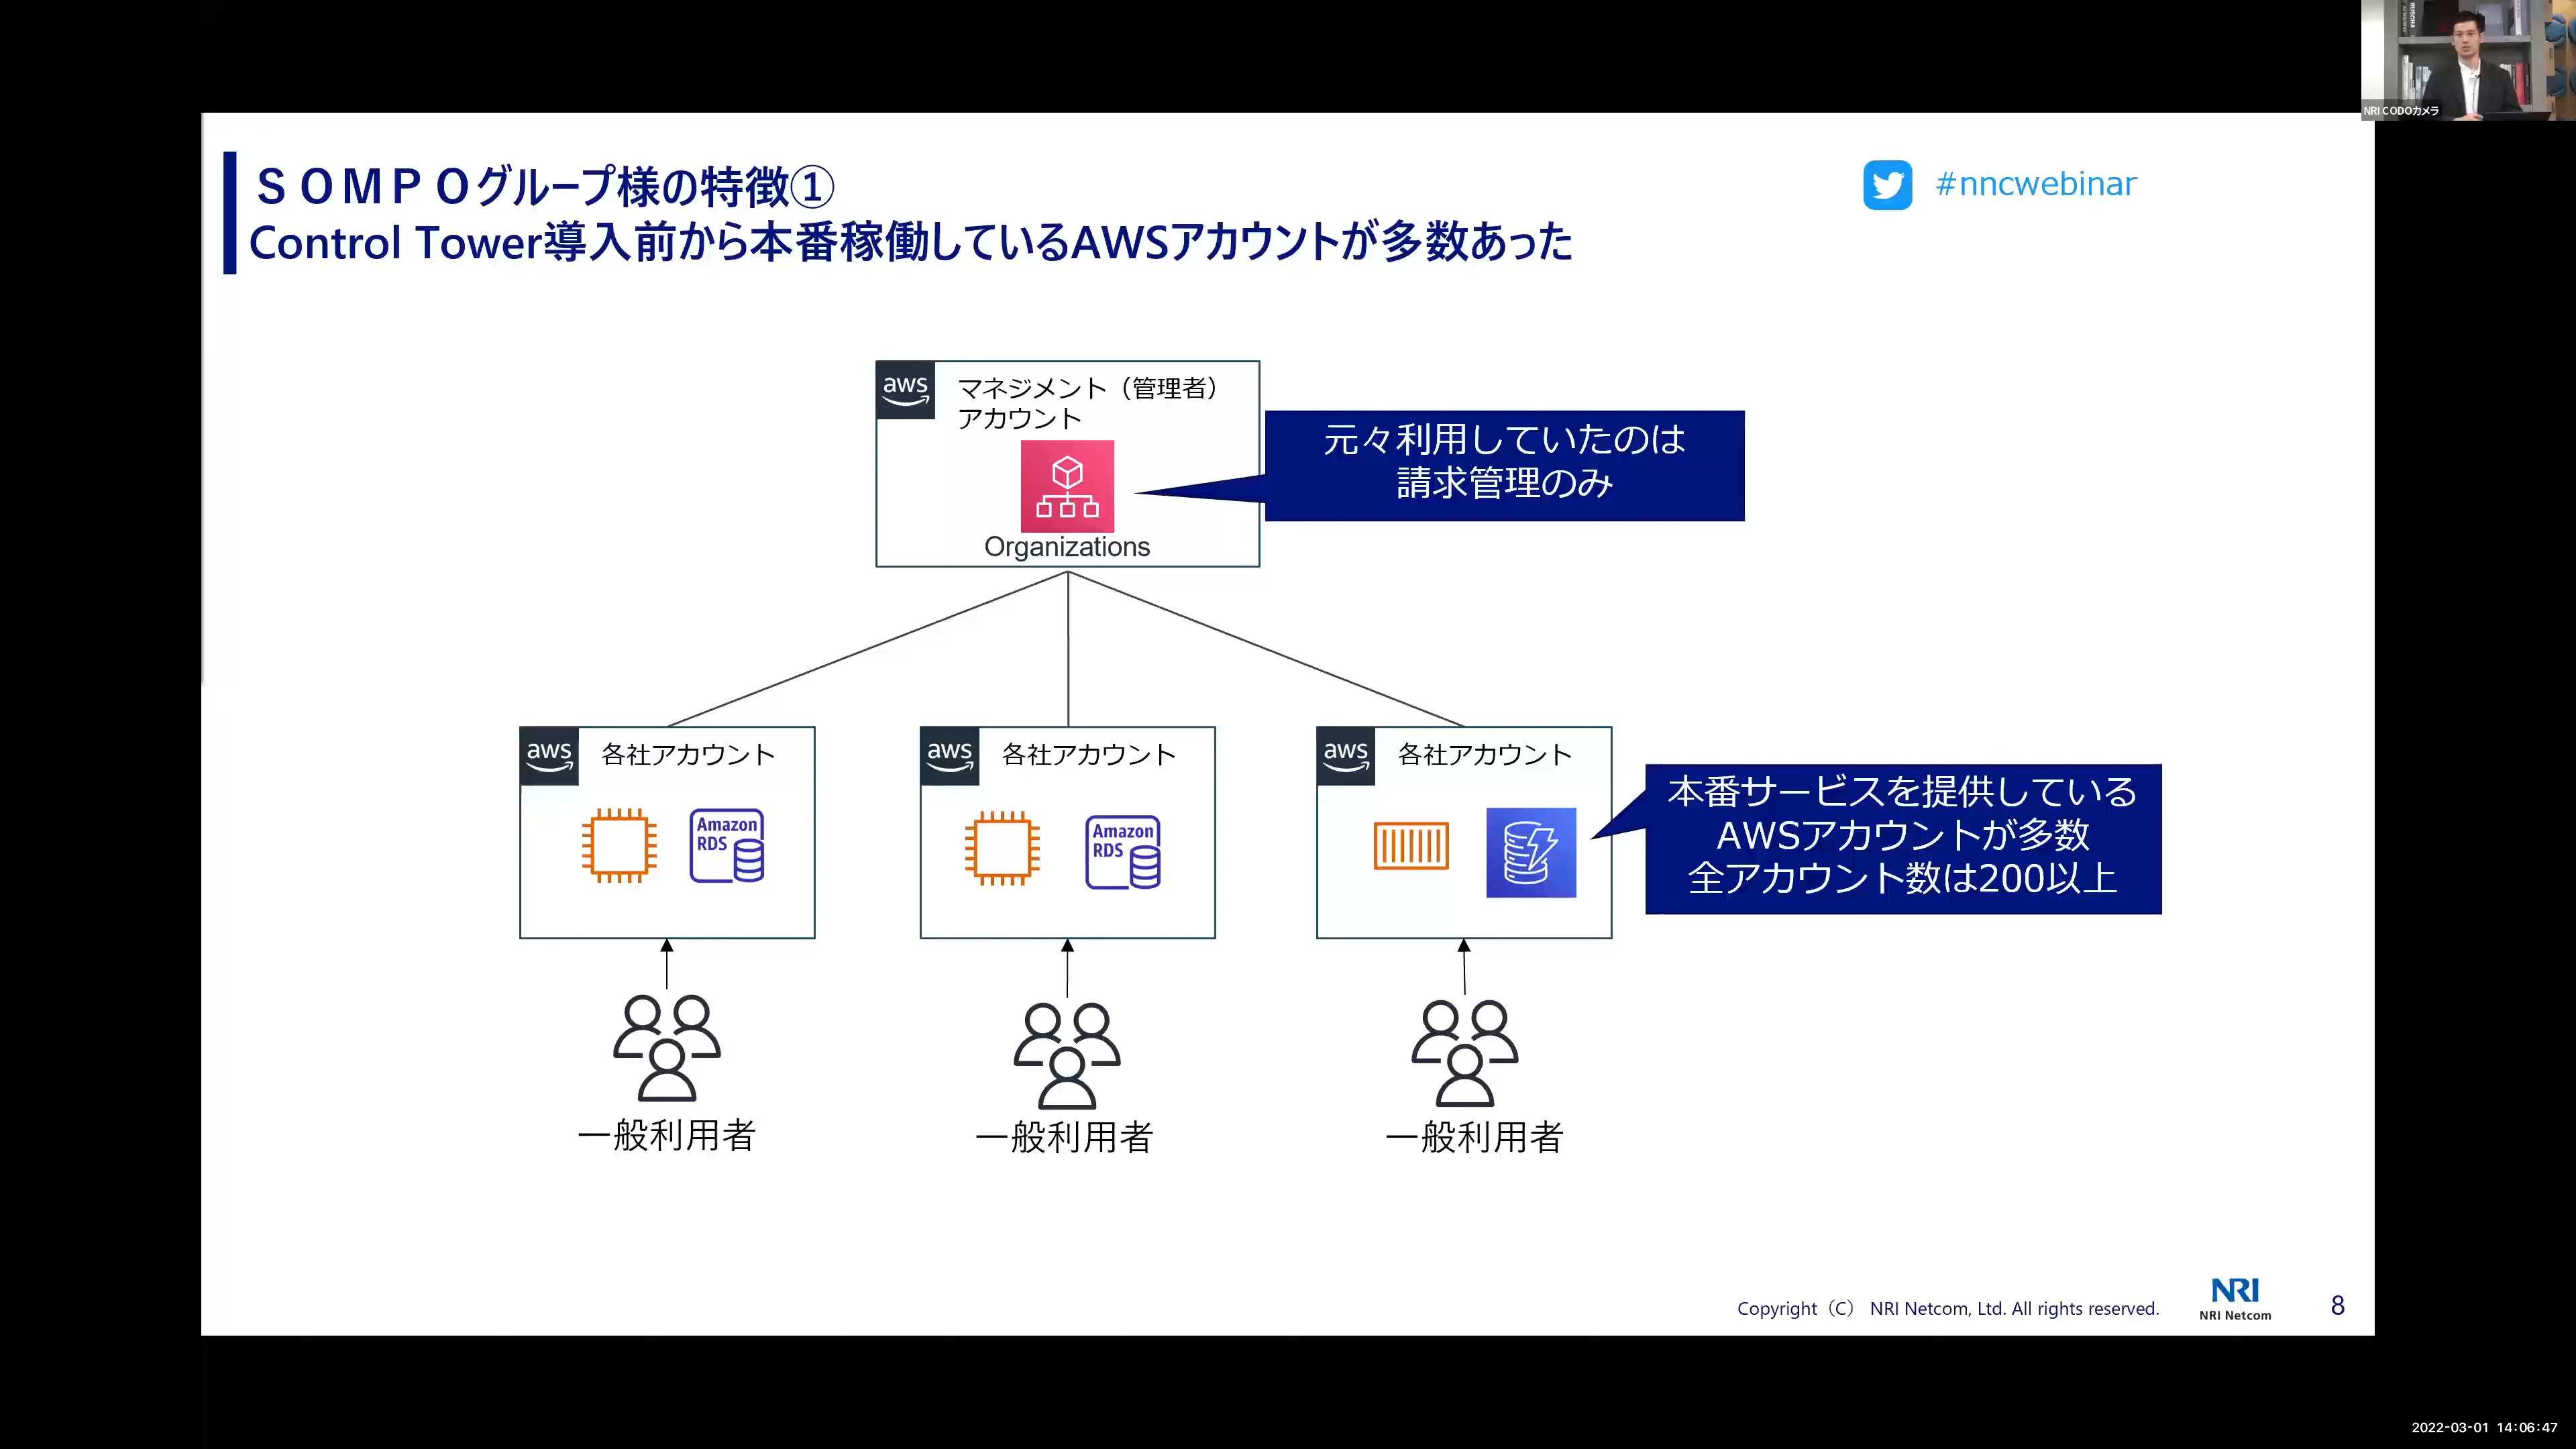 NRI CODOカメラ
ＳＯＭＰＯグループ様の特徴①
Control Tower導入前から本番稼働しているAWSアカウントが多数あった
#nncwebinar
aws
マネジメント（管理者）
アカウント
Organizations
元々利用していたのは
請求管理のみ
aws
各社アカウント
Amazon
RDS
aws
各社アカウント
Amazon
RDS
aws
各社アカウント
本番サービスを提供している
AWSアカウントが多数
全アカウント数は200以上
一般利用者
一般利用者
一般利用者
Copyright（C） NRI Netcom, Ltd. All rights reserved.
NRI
NRI Netcom
8
2022-03-01 14:06:47